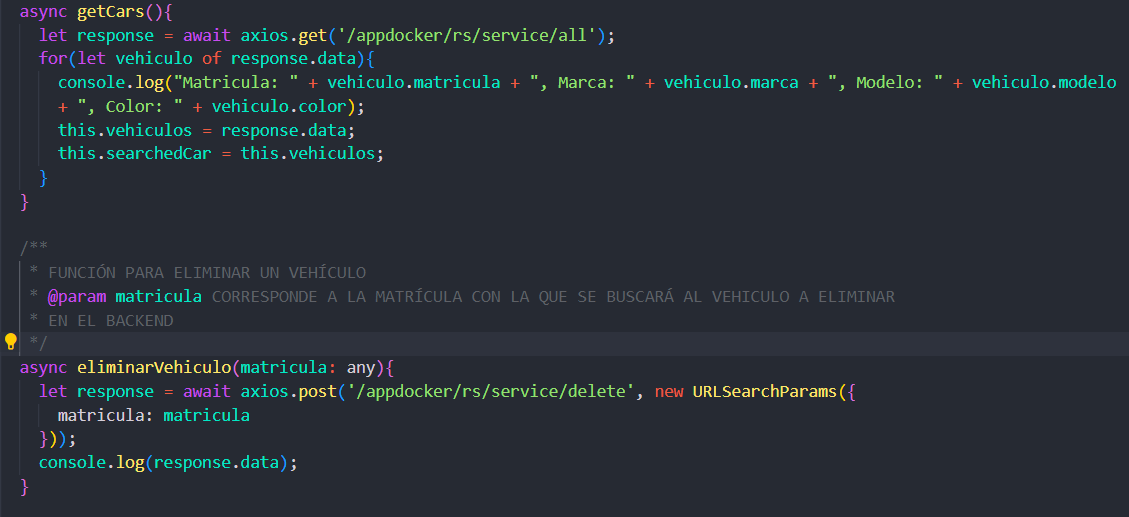 async getCars(){
let response = await axios.get('/appdocker/rs/service/all');
for(let vehiculo of response.data){
console.log("Matricula: " + vehiculo.matricula + ", Marca: " + vehiculo.marca + ", Modelo: " + vehiculo.modelo
+ ", Color: " + vehiculo.color);
this.vehiculos = response.data;
this.searchedCar = this.vehiculos;
}
}
/**
* FUNCIÓN PARA ELIMINAR UN VEHÍCULO
* @param matricula CORRESPONDE A LA MATRÍCULA CON LA QUE SE BUSCARÁ AL VEHICULO A ELIMINAR
* EN EL BACKEND
*/
async eliminarVehiculo(matricula: any){
let response = await axios.post('/appdocker/rs/service/delete', new URLSearchParams({
matricula: matricula
}));
console.log(response.data);
}